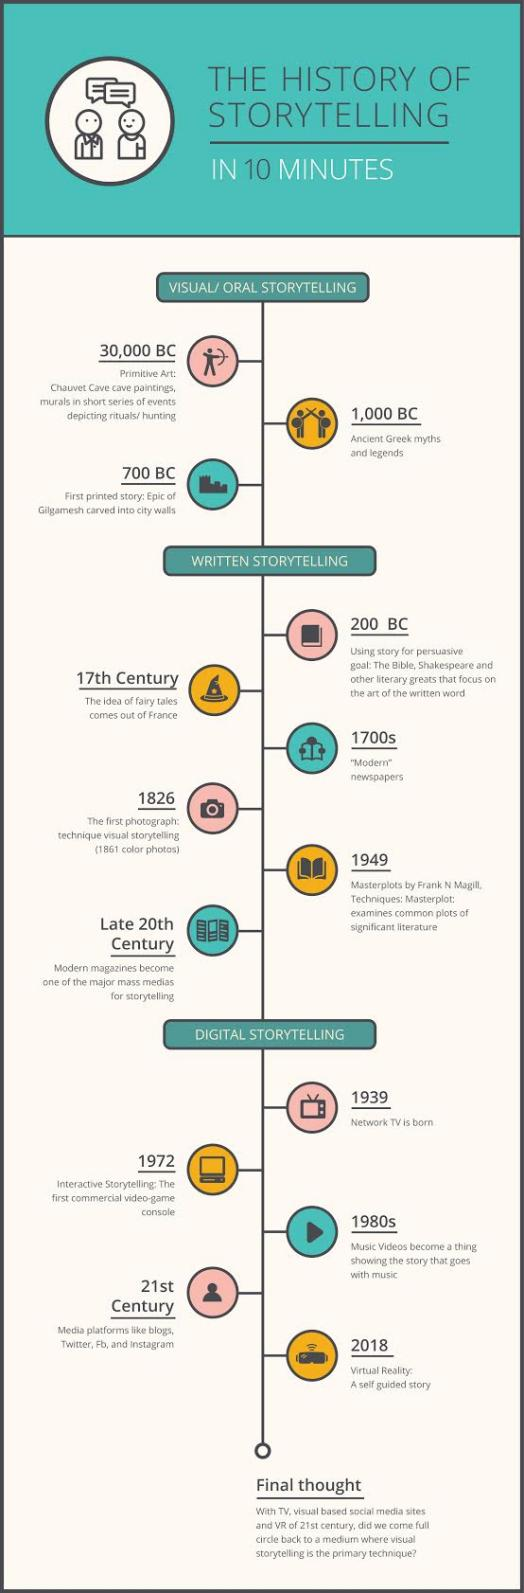 THE HISTORY OF
STORYTELLING
IN 10 MINUTES
VISUAL/ ORAL STORYTELLING
30,000 BC
Primitive Art:
Chauvet Cave cave paintings,
murals in short series of events
depicting rituals/ hunting
1,000 BC
Ancient Greek myths
and legends
700 BC
First printed story: Epic of
Gilgamesh carved into city walls
WRITTEN STORYTELLING
200 BC
Using story for persuasive
goal: The Bible, Shakespeare and
other literary greats that focus on
the art of the written word
17th Century
The idea of fairy tales
comes out of France
1700s
“Modern”
newspapers
1826
The first photograph:
technique visual storytelling
(1861 color photos)
1949
Masterplots by Frank N Magill,
Techniques: Masterplot:
examines common plots of
significant literature
Late 20th
Century
Modern magazines become
one of the major mass medias
for storytelling
DIGITAL STORYTELLING
1939
Network TV is born
1972
Interactive Storytelling: The
first commercial video-game
console
1980s
Music Videos become a thing
showing the story that goes
with music
21st
Century
Media platforms like blogs,
Twitter, Fb, and Instagram
2018
Virtual Reality:
A self guided story
Final thought
With TV, visual based social media sites
and VR of 21st century, did we come full
circle back to a medium where visual
storytelling is the primary technique?